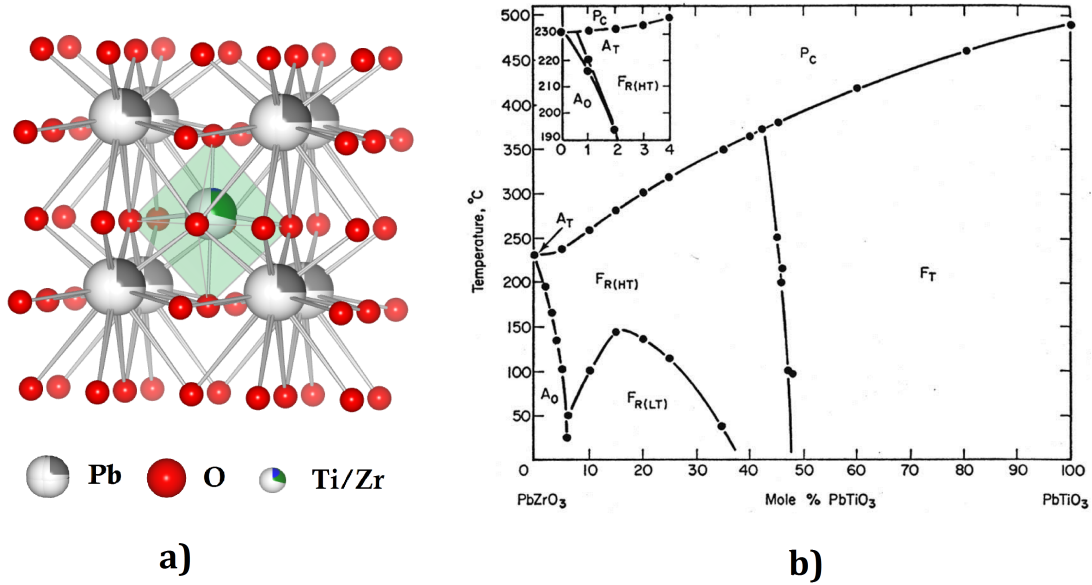 Pb
O
Ti/Zr
a)
500
450
400
350
300
250
200
150
100
50
0
Temperature, °C
230
220
210
200
190
0 1 2 3 4
P_C
A_T
F_R(HT)
A_O
P_C
A_T
F_R(HT)
F_T
A_O
F_R(LT)
0 10 20 30 40 50 60 70 80 90 100
PbZrO₃ Mole % PbTiO₃ PbTiO₃
b)